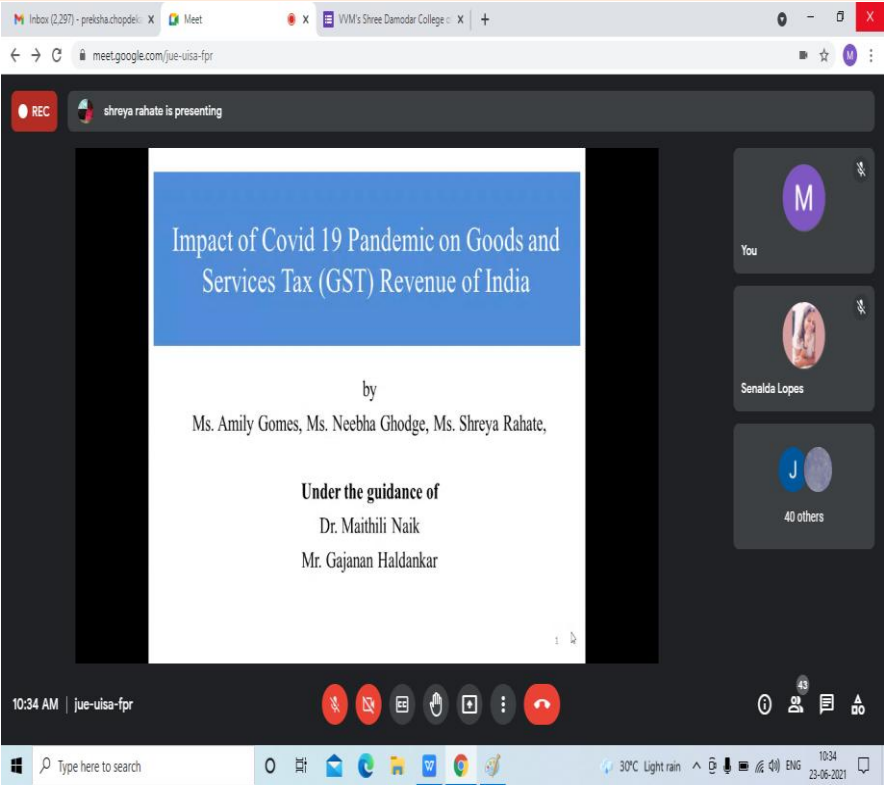 Inbox (2,297) - preksha.chopdek
Meet
VVM's Shree Damodar College o
meet.google.com/jue-uisa-fpr
M
REC
shreya rahate is presenting
Impact of Covid 19 Pandemic on Goods and
Services Tax (GST) Revenue of India
by
Ms. Amily Gomes, Ms. Neebha Ghodge, Ms. Shreya Rahate,
Under the guidance of
Dr. Maithili Naik
Mr. Gajanan Haldankar
1
M
You
Senalda Lopes
J
40 others
10:34 AM | jue-uisa-fpr
CC
43
Type here to search
W
30°C Light rain
ENG
10:34
23-06-2021